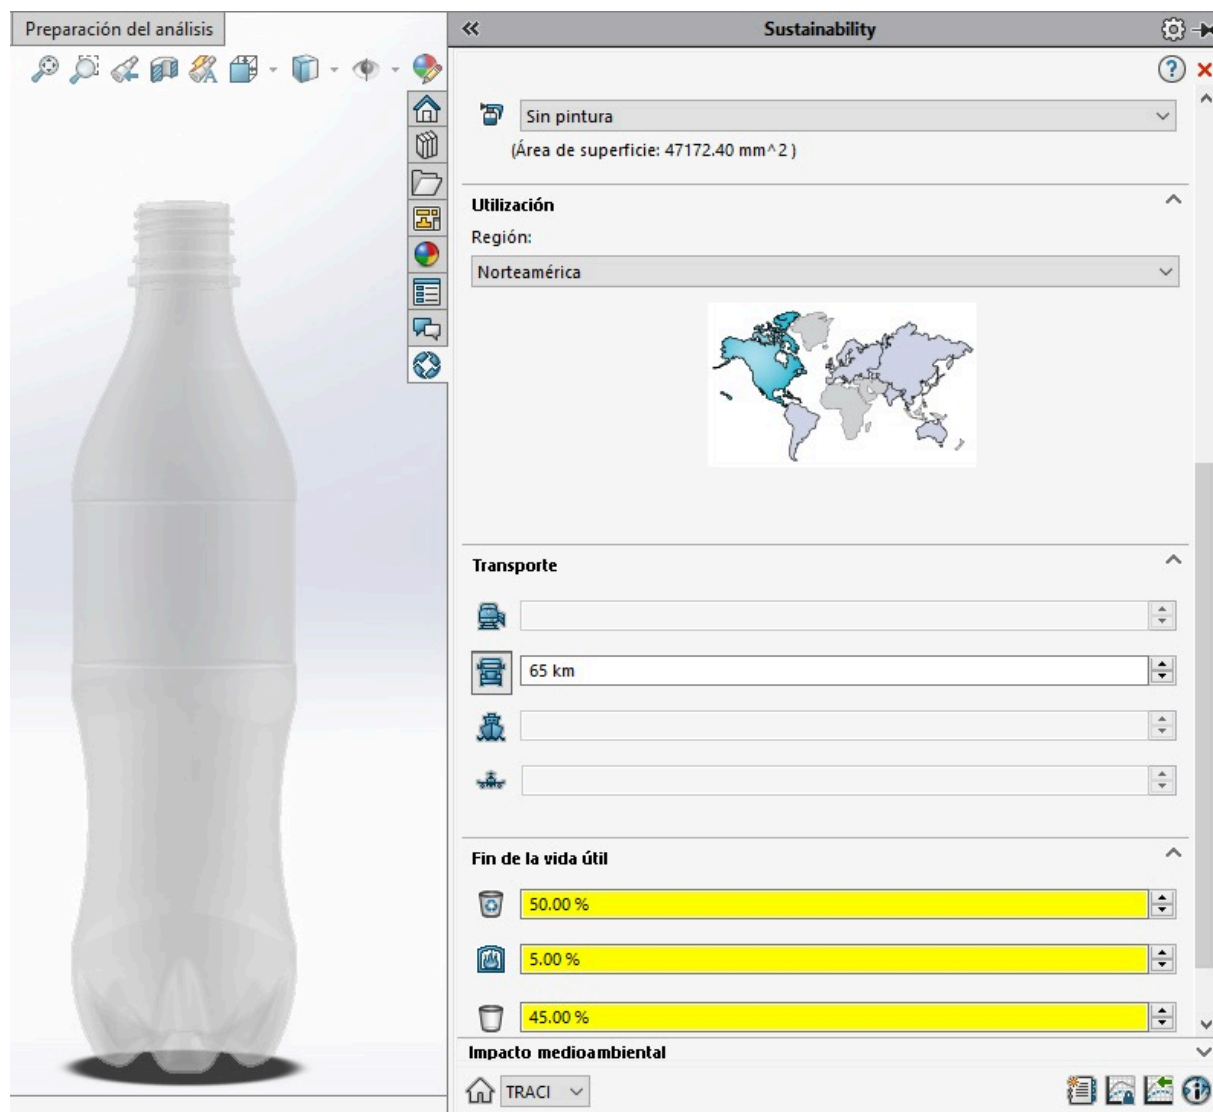 Preparación del análisis
Sustainability
Sin pintura
(Área de superficie: 47172.40 mm^2 )
Utilización
Región:
Norteamérica
Transporte
65 km
Fin de la vida útil
50.00 %
5.00 %
45.00 %
Impacto medioambiental
TRACI